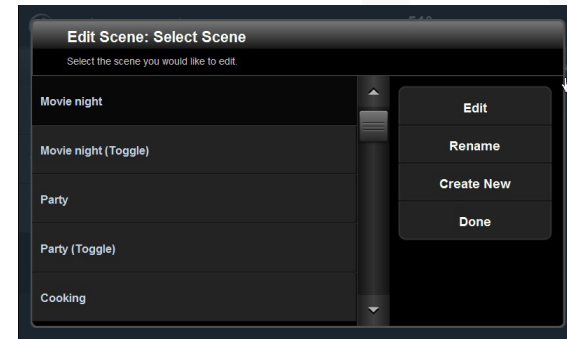 Edit Scene: Select Scene
Select the scene you would like to edit.
Movie night
Movie night (Toggle)
Party
Party (Toggle)
Cooking
Edit
Rename
Create New
Done